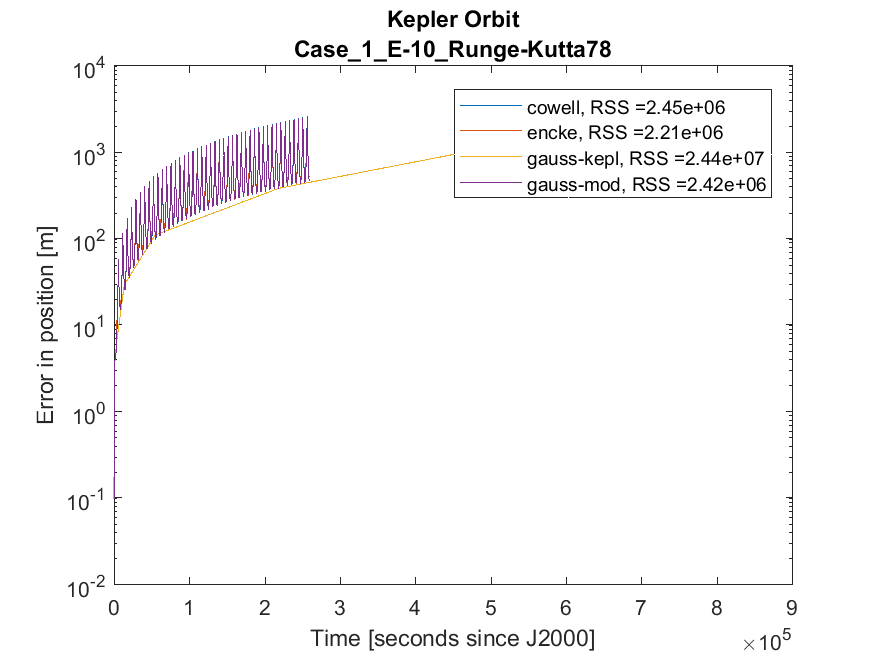 Kepler Orbit
Case_1_E-10_Runge-Kutta78
10^4
10^3
10^2
10^1
10^0
10^-1
10^-2
Error in position [m]
cowell, RSS =2.45e+06
encke, RSS =2.21e+06
gauss-kepl, RSS =2.44e+07
gauss-mod, RSS =2.42e+06
0 1 2 3 4 5 6 7 8 9
Time [seconds since J2000]
×10^5